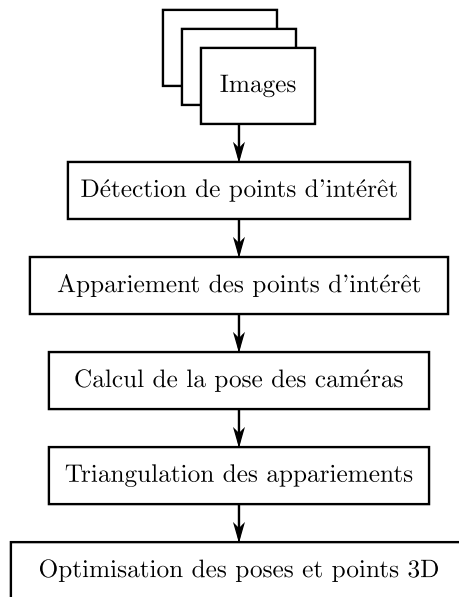 Images
Détection de points d'intérêt
Appariement des points d'intérêt
Calcul de la pose des caméras
Triangulation des appariements
Optimisation des poses et points 3D